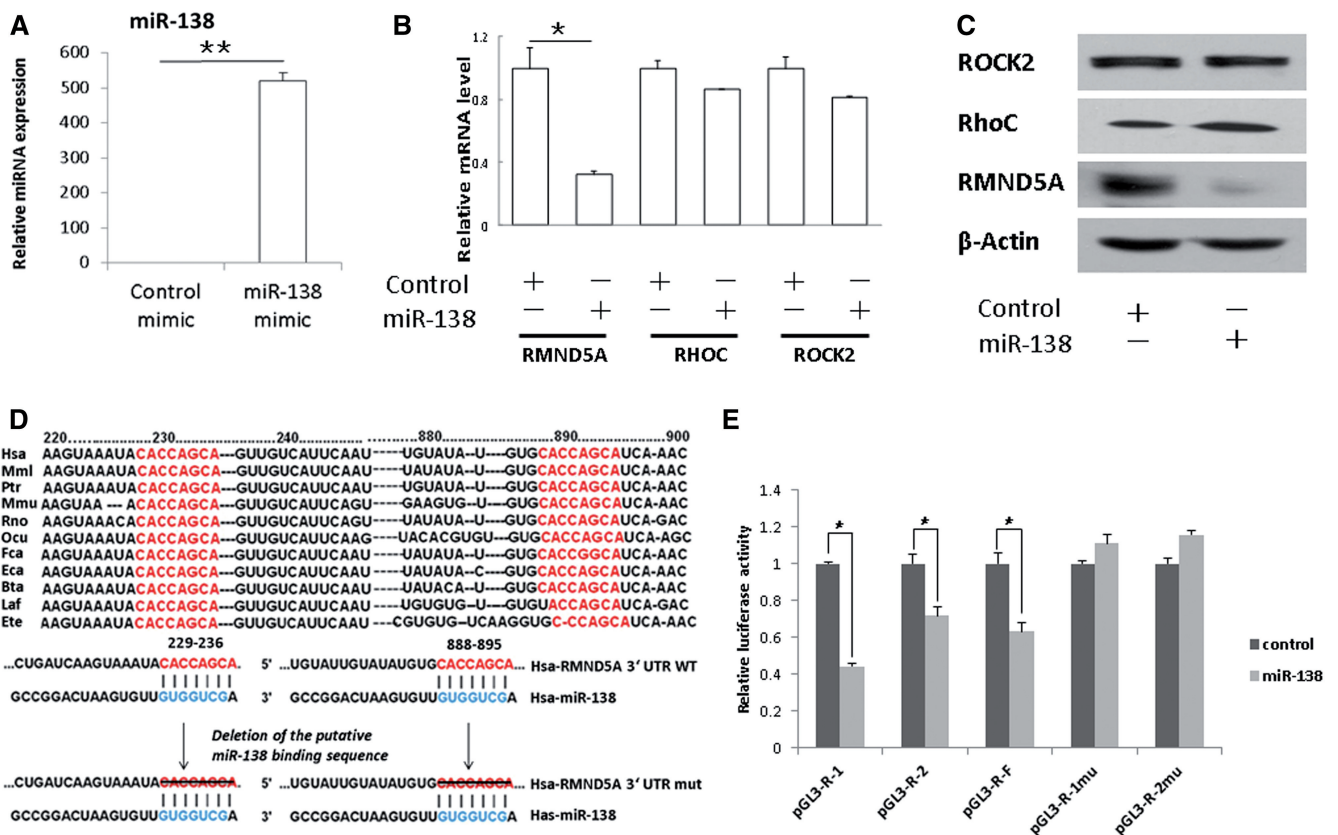 A
miR-138
**
Relative miRNA expression
600
500
400
300
200
100
0
Control mimic
miR-138 mimic
B
*
Relative mRNA level
1.2
0.8
0.4
0
Control + − + − + −
miR-138 − + − + − +
RMND5A RHOC ROCK2
C
ROCK2
RhoC
RMND5A
β-Actin
Control + −
miR-138 − +
D
220......................230....................240.............. ...............880......................890..................900
Hsa AAGUAAAUACACCAGCA---GUUGUCAUUCAAU-----UGUAUA--U----GUGCACCAGCAUCA-AAC
Mml AAGUAAAUACACCAGCA---GUUGUCAUUCAAU-----UAUAUA--U----GUGCACCAGCAUCA-AAC
Ptr AAGUAAAUACACCAGCA---GUUGUCAUUCAAU-----UGUAUA--U----GUGCACCAGCAUCA-AAC
Mmu AAGUAA --- ACACCAGCA---GUUGUCAUUCAGU-----GAAGUG--U----GUGCACCAGCAUCA-AAC
Rno AAGUAAACACACCAGCA---GUUGUCAUUCAAG-----UAUAUA--U----GUGCACCAGCAUCA-GAC
Ocu AAGUAAAUACACCAGCA---GUUGUCAUUCAAG-----UACACGUGU---GUGCACCAGCAUCA-AGC
Fca AAGUAAAUACACCAGCA---GUUGUCAUUCAAU-----UAUAUA--U----GUGCACCGGCAUCA-AAC
Eca AAGUAAAUACACCAGCA---GUUGUCAUUCAAU-----UAUAUA--C----GUGCACCAGCAUCA-AAC
Bta AAGUAAAUACACCAGCA---GUUGUCAUUCAAU-----UAUACA--U----GUGCACCAGCAUCA-AAC
Laf AAGUAAAUACACCAGCA---GUUGUCAUUCAAU-----UGUGUG--U----GUGUACCAGCAUCA-GAC
Ete AAGUAAAUACACCAGCA---GUUGUCAUUCAAU----CGUGUG--UCAAGGUGC-CCAGCAUCA-AAC
229-236 888-895
...CUGAUCAAGUAAAUACACCAGCA. 5' ...UGUAUUGUAUAUGUGCACCAGCA... Hsa-RMND5A 3' UTR WT
GCCGGACUAAGUGUUGUGGUCGA 3' GCCGGACUAAGUGUUGUGGUCGA Hsa-miR-138
Deletion of the putative
miR-138 binding sequence
...CUGAUCAAGUAAAUACACCAGCA. 5' ...UGUAUUGUAUAUGUGCACCAGCA... Hsa-RMND5A 3' UTR mut
GCCGGACUAAGUGUUGUGGUCGA 3' GCCGGACUAAGUGUUGUGGUCGA Has-miR-138
E
Relative luciferase activity
1.4
1.2
1
0.8
0.6
0.4
0.2
0
* * *
pGL3-R-1 pGL3-R-2 pGL3-R-F pGL3-R-1mu pGL3-R-2mu
control
miR-138